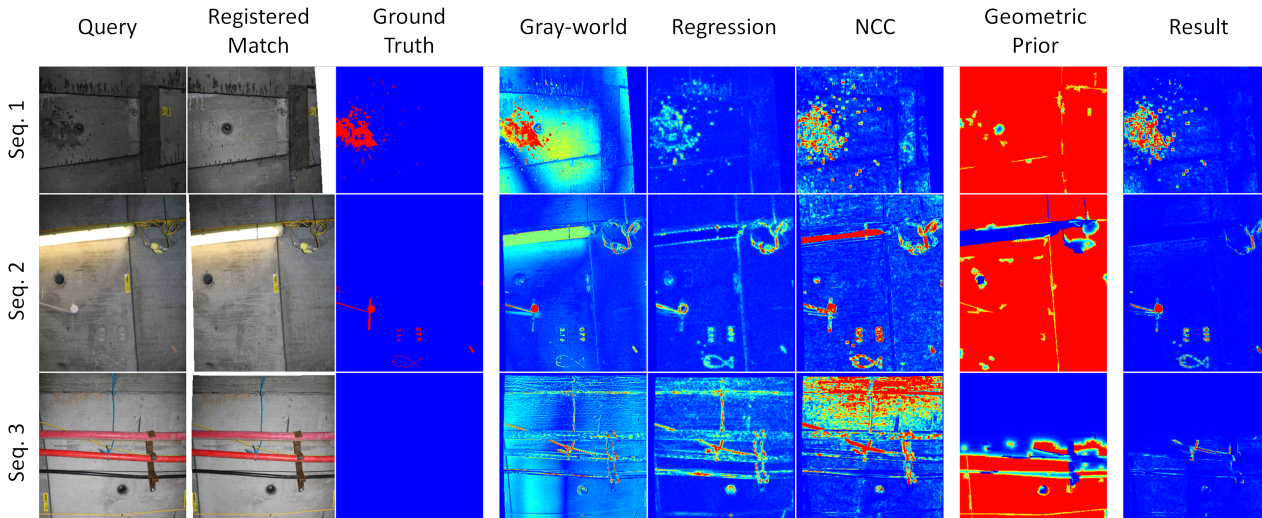 Query
Registered
Match
Ground
Truth
Gray-world
Regression
NCC
Geometric
Prior
Result
Seq. 1
Seq. 2
Seq. 3